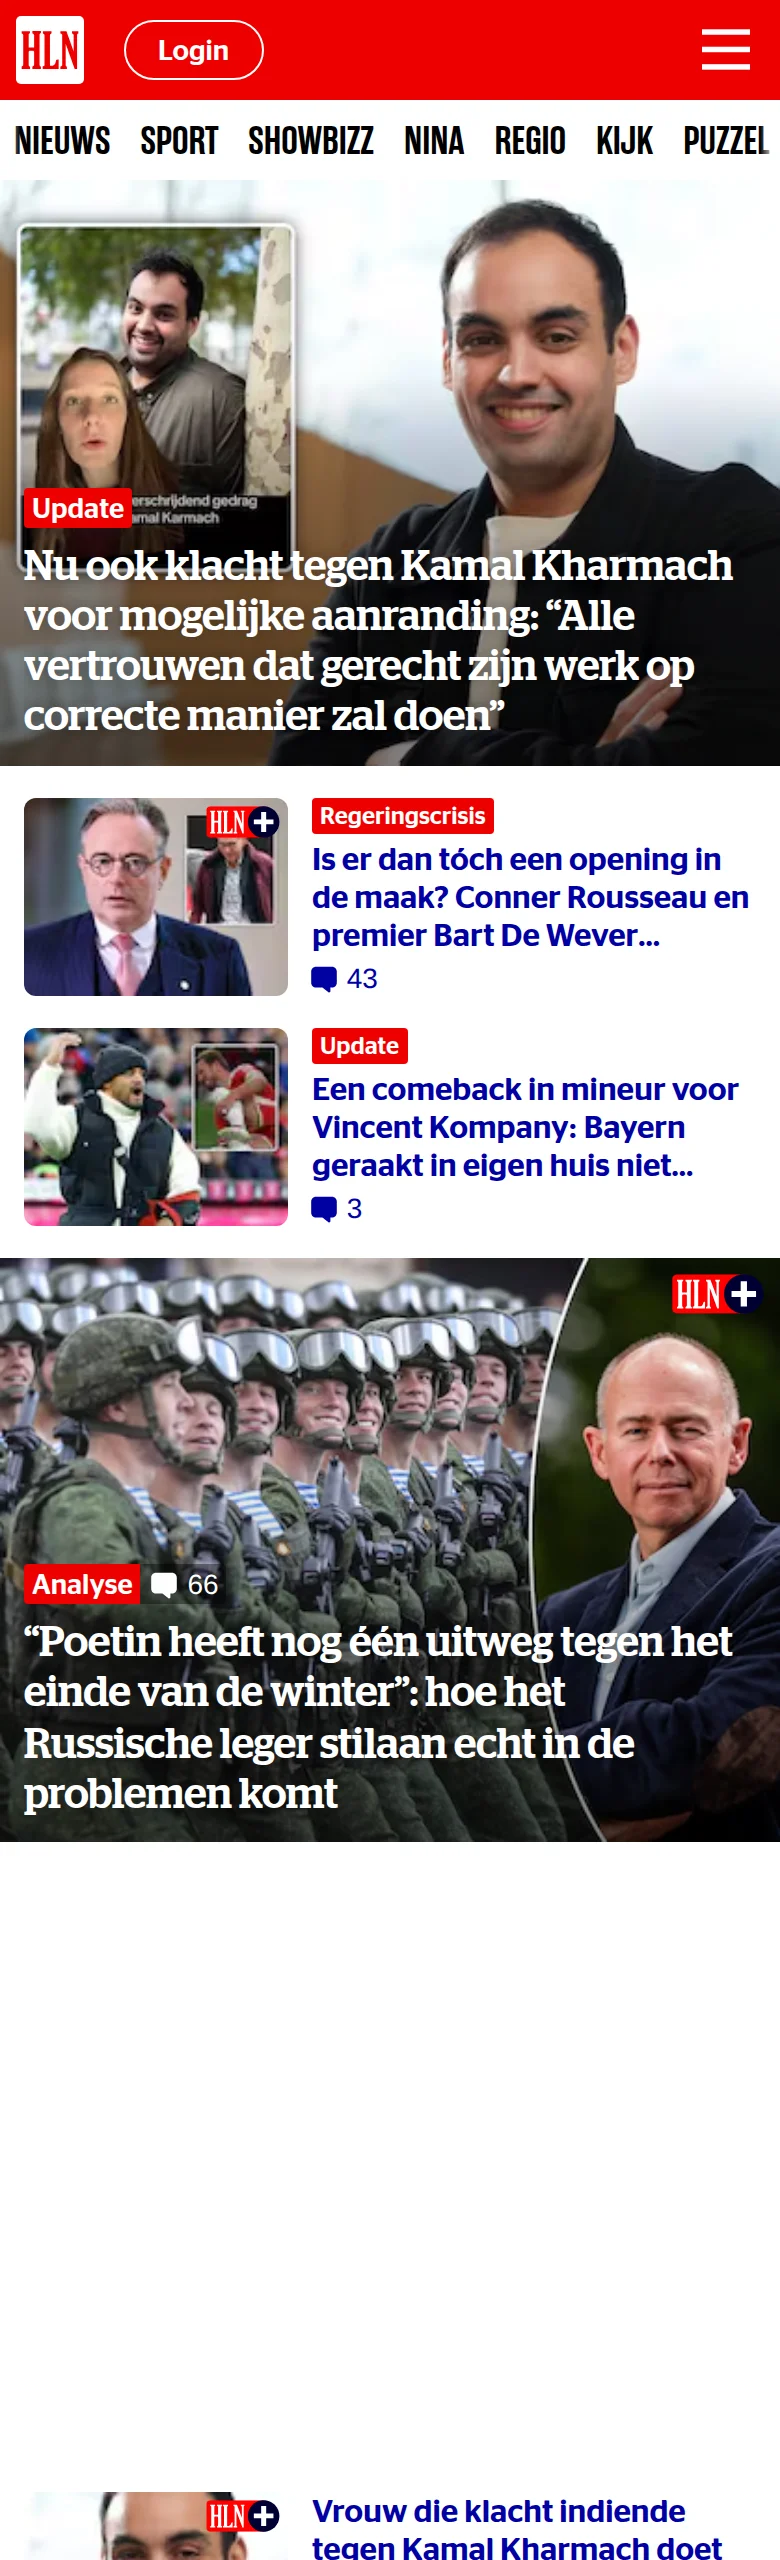 HLN
Login
NIEUWS SPORT SHOWBIZZ NINA REGIO KIJK PUZZEL
erschrijdend gedrag
amal Karmach
Update
Nu ook klacht tegen Kamal Kharmach
voor mogelijke aanranding: “Alle
vertrouwen dat gerecht zijn werk op
correcte manier zal doen”
HLN+
Regeringscrisis
Is er dan tóch een opening in
de maak? Conner Rousseau en
premier Bart De Wever...
43
Update
Een comeback in mineur voor
Vincent Kompany: Bayern
geraakt in eigen huis niet...
3
HLN+
Analyse 66
“Poetin heeft nog één uitweg tegen het
einde van de winter”: hoe het
Russische leger stilaan echt in de
problemen komt
HLN+
Vrouw die klacht indiende
tegen Kamal Kharmach doet